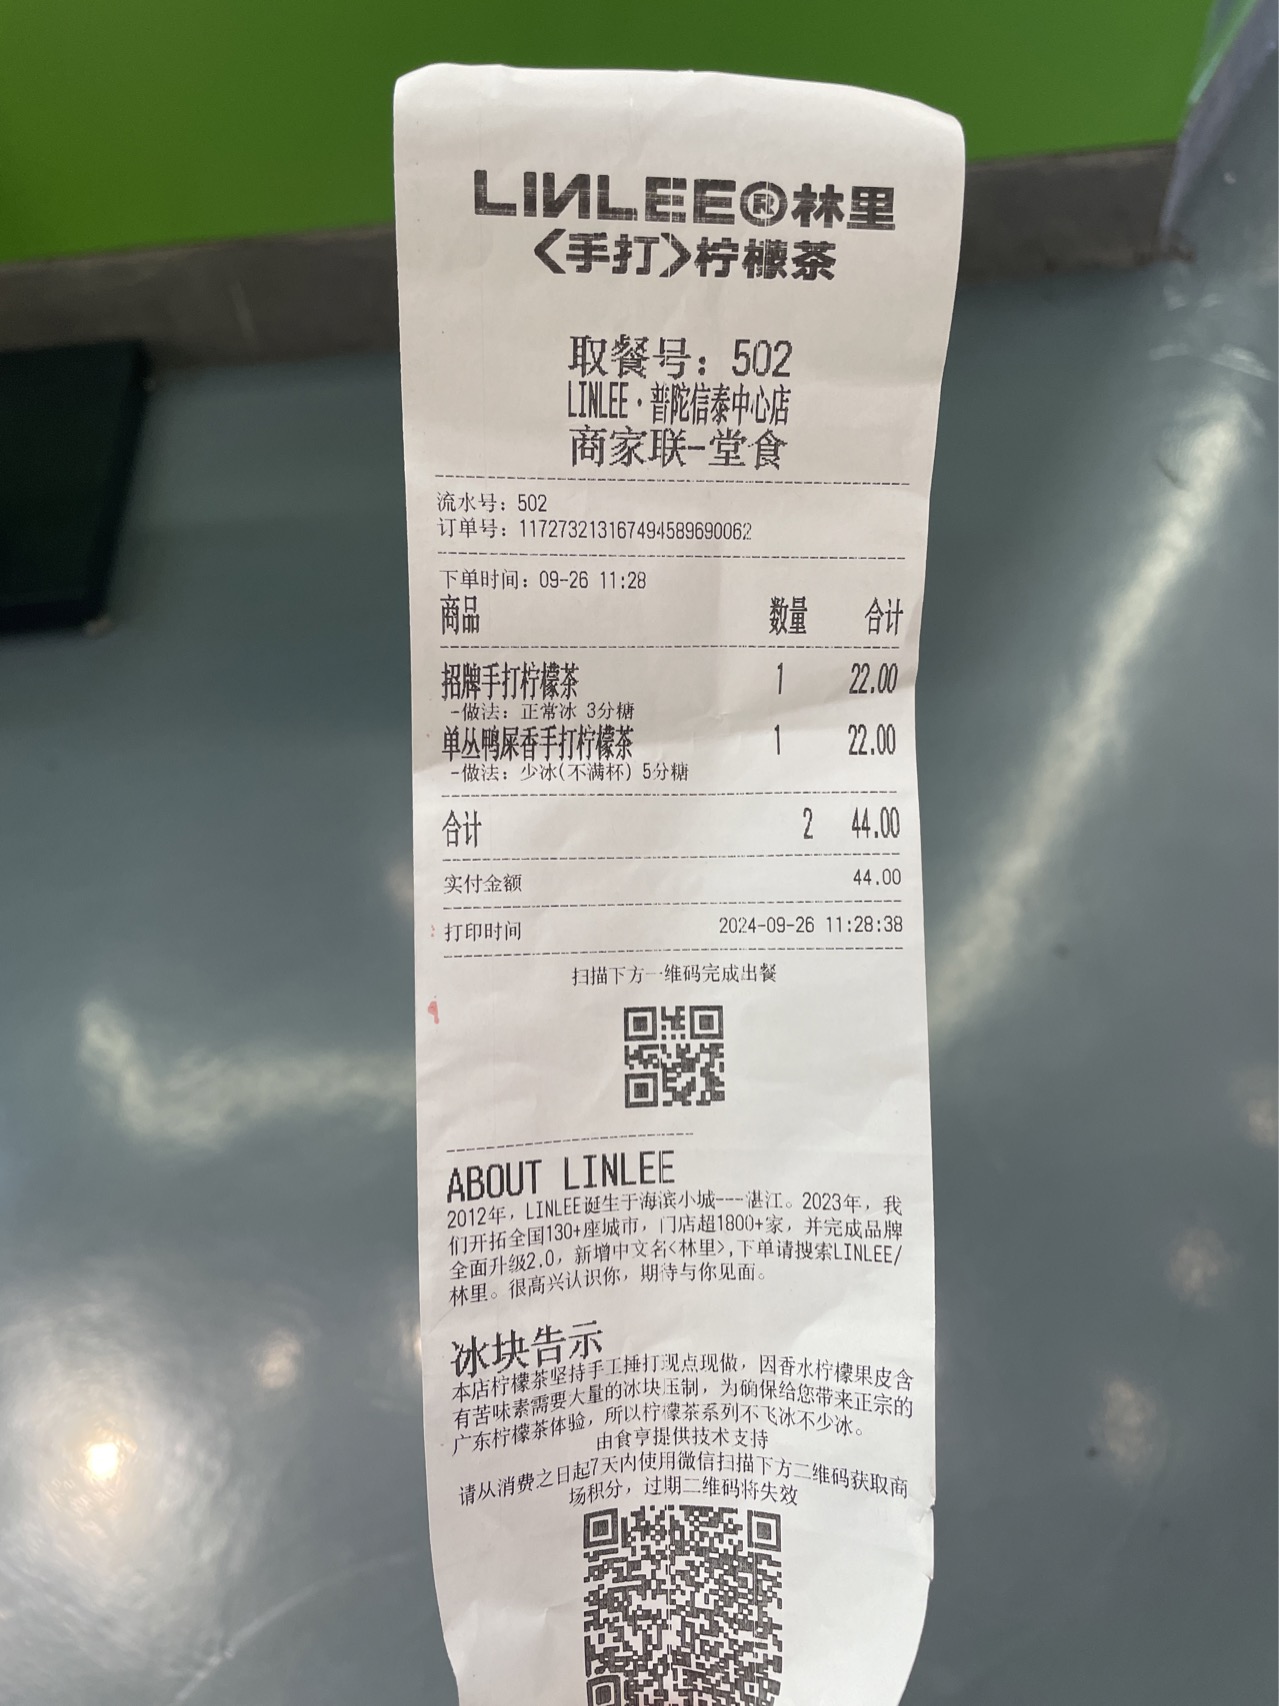 LINLEE®林里
<手打>柠檬茶
取餐号：502
LINLEE·普陀信泰中心店
商家联-堂食
流水号：502
订单号：117273213167494589690062
下单时间：09-26 11:28
商品 数量 合计
招牌手打柠檬茶 1 22.00
-做法：正常冰 3分糖
单丛鸭屎香手打柠檬茶 1 22.00
-做法：少冰(不满杯) 5分糖
合计 2 44.00
实付金额 44.00
打印时间 2024-09-26 11:28:38
扫描下方一维码完成出餐
ABOUT LINLEE
2012年，LINLEE诞生于海滨小城---湛江。2023年，我
们开拓全国130+座城市，门店超1800+家，并完成品牌
全面升级2.0，新增中文名<林里>,下单请搜索LINLEE/
林里。很高兴认识你，期待与你见面。
冰块告示
本店柠檬茶坚持手工捶打现点现做，因香水柠檬果皮含
有苦味素需要大量的冰块压制，为确保给您带来正宗的
广东柠檬茶体验，所以柠檬茶系列不飞冰不少冰。
由食亨提供技术支持
请从消费之日起7天内使用微信扫描下方二维码获取商
场积分，过期二维码将失效